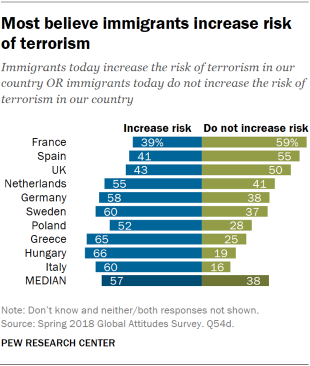 Most believe immigrants increase risk
of terrorism
Immigrants today increase the risk of terrorism in our
country OR immigrants today do not increase the risk of
terrorism in our country
Increase risk Do not increase risk
France 39% 59%
Spain 41 55
UK 43 50
Netherlands 55 41
Germany 58 38
Sweden 60 37
Poland 52 28
Greece 65 25
Hungary 66 19
Italy 60 16
MEDIAN 57 38
Note: Don't know and neither/both responses not shown.
Source: Spring 2018 Global Attitudes Survey. Q54d.
PEW RESEARCH CENTER